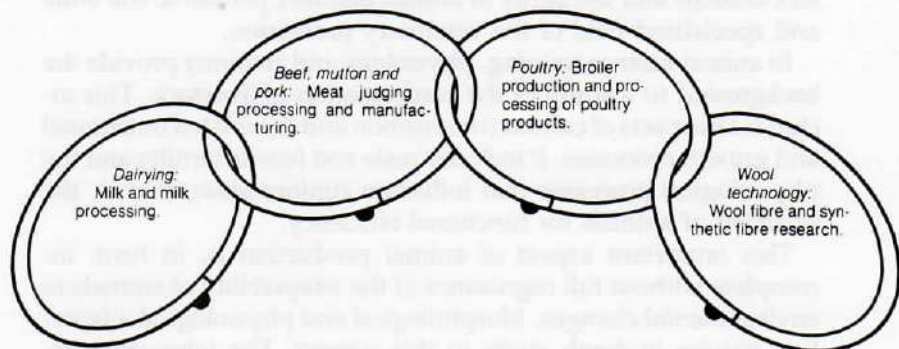 Dairying:
Milk and milk
processing.
Beef, mutton and
pork: Meat judging
processing and manufac-
turing.
Poultry: Broiler
production and pro-
cessing of poultry
products.
Wool
technology:
Wool fibre and syn-
thetic fibre research.